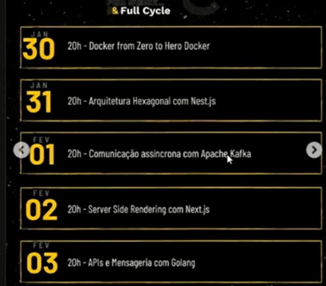 & Full Cycle
JAN
30
20h - Docker from Zero to Hero Docker
JAN
31
20h - Arquitetura Hexagonal com Nest.js
FEV
01
20h - Comunicação assíncrona com Apache Kafka
FEV
02
20h - Server Side Rendering com Next.js
FEV
03
20h - APIs e Mensageria com Golang